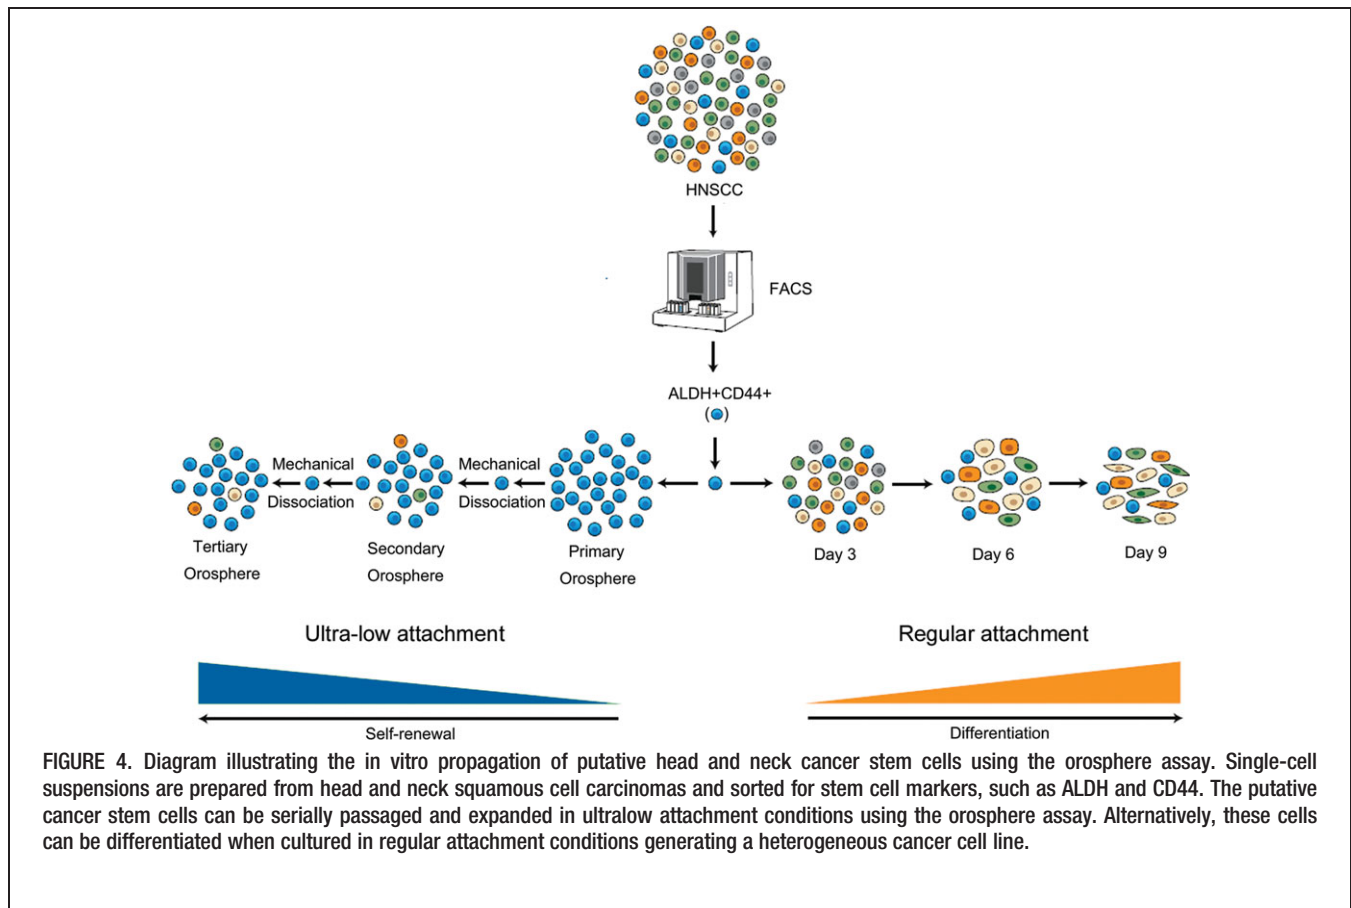 HNSCC
FACS
ALDH+CD44+
( )
Mechanical
Dissociation
Mechanical
Dissociation
Tertiary
Orosphere
Secondary
Orosphere
Primary
Orosphere
Day 3
Day 6
Day 9
Ultra-low attachment
Regular attachment
Self-renewal
Differentiation
FIGURE 4. Diagram illustrating the in vitro propagation of putative head and neck cancer stem cells using the orosphere assay. Single-cell
suspensions are prepared from head and neck squamous cell carcinomas and sorted for stem cell markers, such as ALDH and CD44. The putative
cancer stem cells can be serially passaged and expanded in ultralow attachment conditions using the orosphere assay. Alternatively, these cells
can be differentiated when cultured in regular attachment conditions generating a heterogeneous cancer cell line.